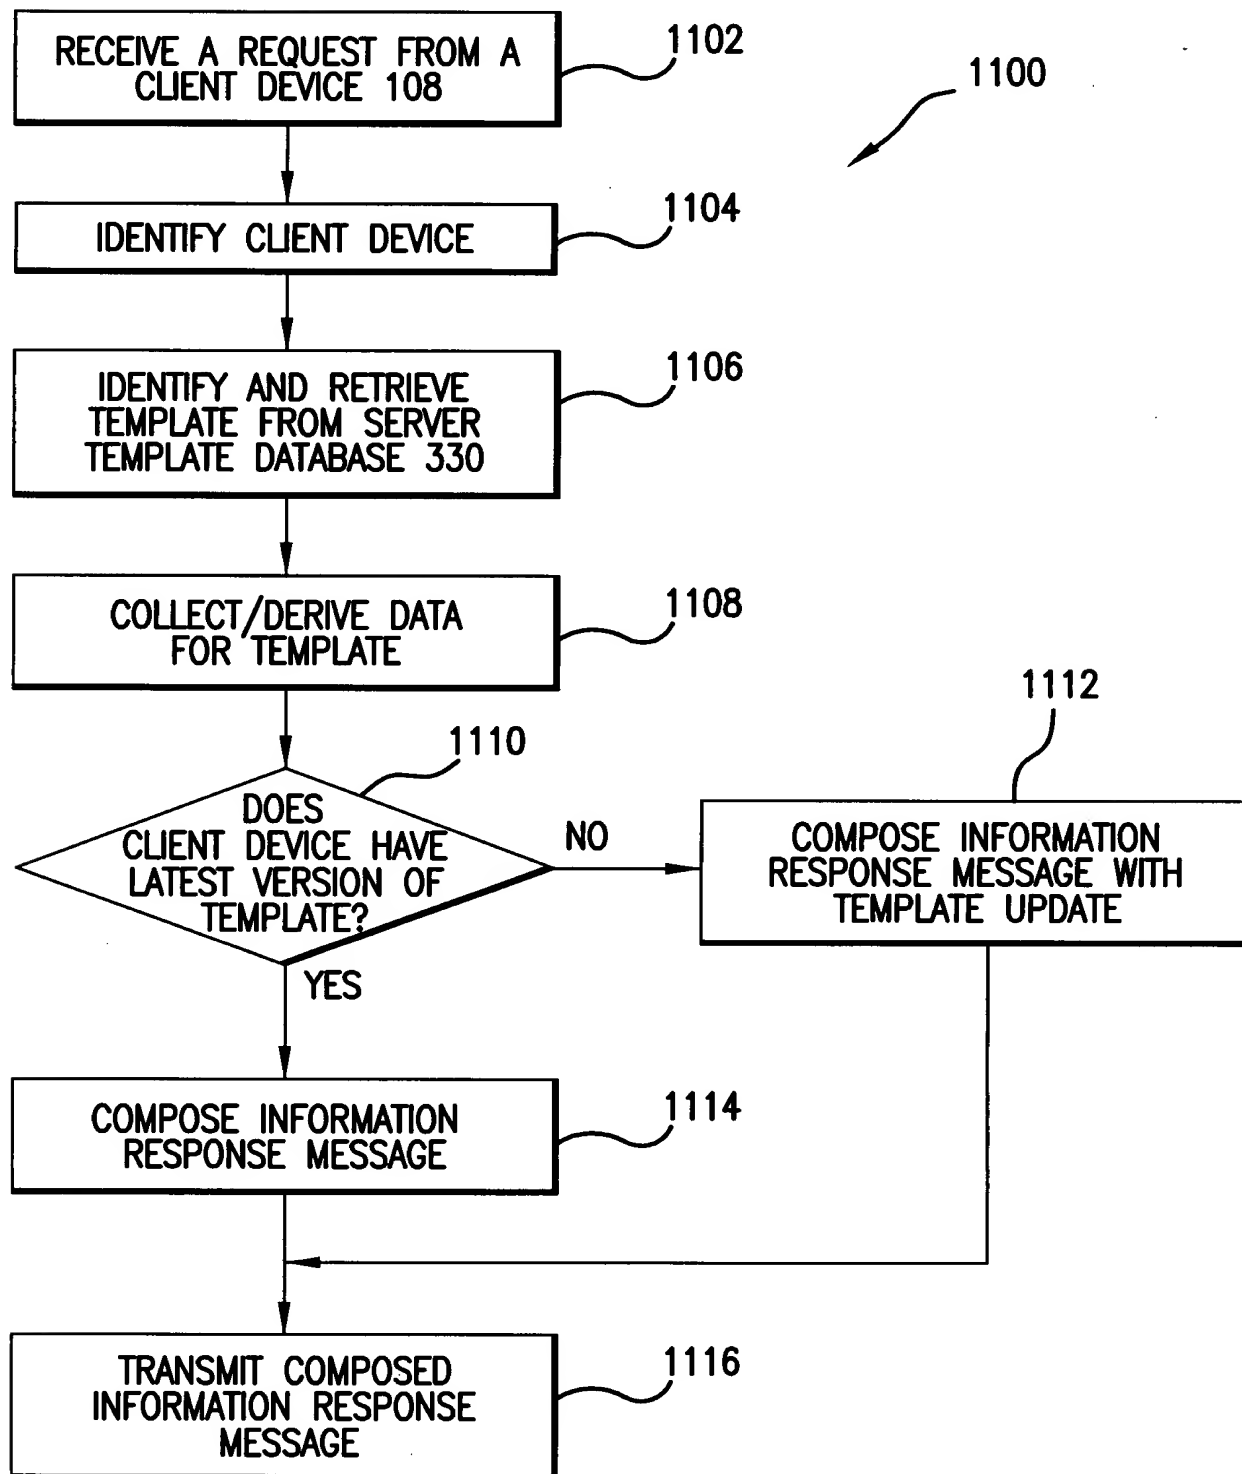 RECEIVE A REQUEST FROM A
CLIENT DEVICE 108
1102
1100
IDENTIFY CLIENT DEVICE
1104
IDENTIFY AND RETRIEVE
TEMPLATE FROM SERVER
TEMPLATE DATABASE 330
1106
COLLECT/DERIVE DATA
FOR TEMPLATE
1108
1110
DOES
CLIENT DEVICE HAVE
LATEST VERSION OF
TEMPLATE?
NO
1112
COMPOSE INFORMATION
RESPONSE MESSAGE WITH
TEMPLATE UPDATE
YES
COMPOSE INFORMATION
RESPONSE MESSAGE
1114
TRANSMIT COMPOSED
INFORMATION RESPONSE
MESSAGE
1116